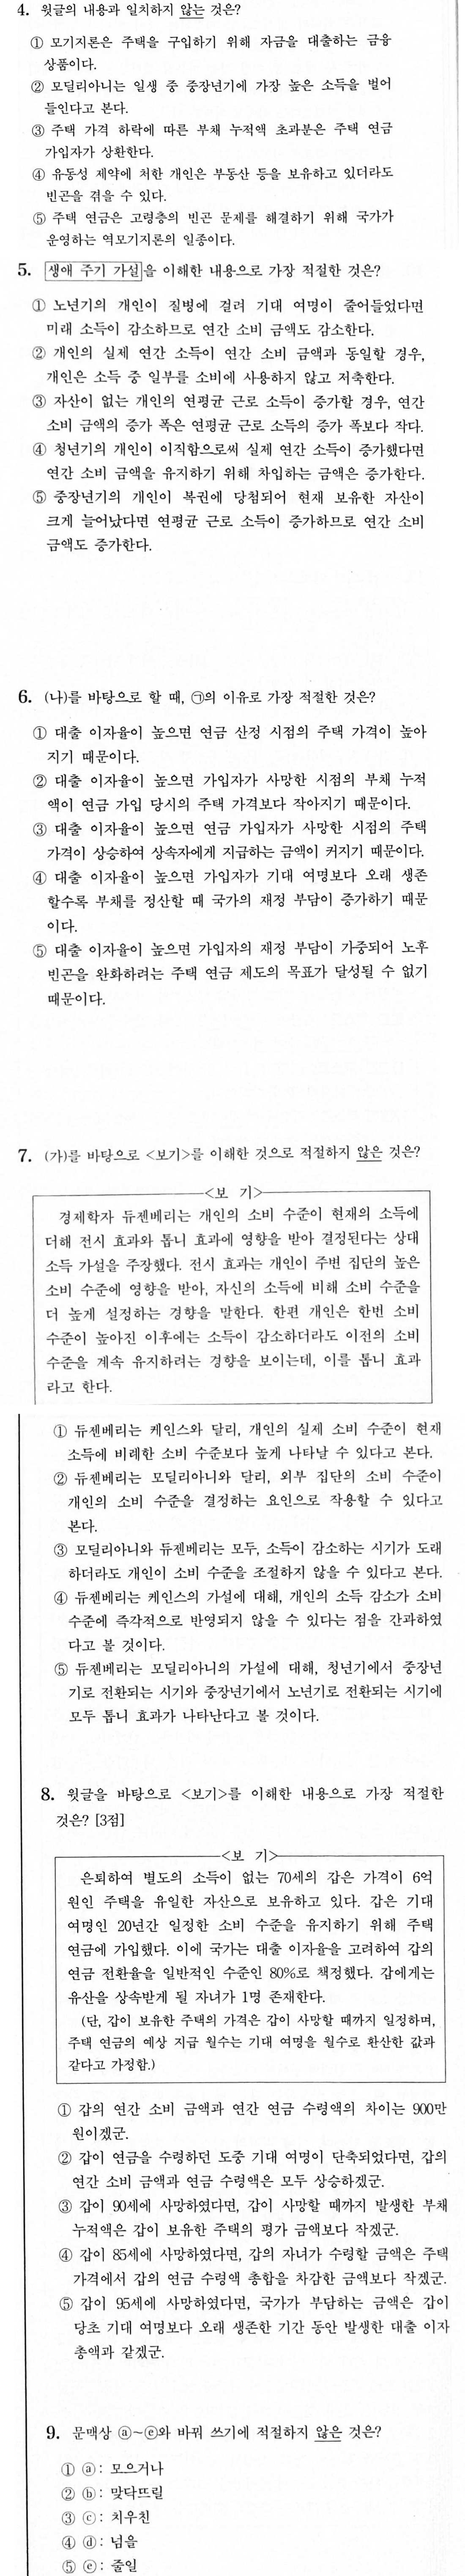 4. 윗글의 내용과 일치하지 않는 것은?
① 모기지론은 주택을 구입하기 위해 자금을 대출하는 금융
상품이다.
② 모딜리아니는 일생 중 중장년기에 가장 높은 소득을 벌어
들인다고 본다.
③ 주택 가격 하락에 따른 부채 누적액 초과분은 주택 연금
가입자가 상환한다.
④ 유동성 제약에 처한 개인은 부동산 등을 보유하고 있더라도
빈곤을 겪을 수 있다.
⑤ 주택 연금은 고령층의 빈곤 문제를 해결하기 위해 국가가
운영하는 역모기지론의 일종이다.
5. 생애 주기 가설을 이해한 내용으로 가장 적절한 것은?
① 노년기의 개인이 질병에 걸려 기대 여명이 줄어들었다면
미래 소득이 감소하므로 연간 소비 금액도 감소한다.
② 개인의 실제 연간 소득이 연간 소비 금액과 동일할 경우,
개인은 소득 중 일부를 소비에 사용하지 않고 저축한다.
③ 자산이 없는 개인의 연평균 근로 소득이 증가할 경우, 연간
소비 금액의 증가 폭은 연평균 근로 소득의 증가 폭보다 작다.
④ 청년기의 개인이 이직함으로써 실제 연간 소득이 증가했다면
연간 소비 금액을 유지하기 위해 차입하는 금액은 증가한다.
⑤ 중장년기의 개인이 복권에 당첨되어 현재 보유한 자산이
크게 늘어났다면 연평균 근로 소득이 증가하므로 연간 소비
금액도 증가한다.
6. (나)를 바탕으로 할 때, ㉠의 이유로 가장 적절한 것은?
① 대출 이자율이 높으면 연금 산정 시점의 주택 가격이 높아
지기 때문이다.
② 대출 이자율이 높으면 가입자가 사망한 시점의 부채 누적
액이 연금 가입 당시의 주택 가격보다 작아지기 때문이다.
③ 대출 이자율이 높으면 연금 가입자가 사망한 시점의 주택
가격이 상승하여 상속자에게 지급하는 금액이 커지기 때문이다.
④ 대출 이자율이 높으면 가입자가 기대 여명보다 오래 생존
할수록 부채를 정산할 때 국가의 재정 부담이 증가하기 때문
이다.
⑤ 대출 이자율이 높으면 가입자의 재정 부담이 가중되어 노후
빈곤을 완화하려는 주택 연금 제도의 목표가 달성될 수 없기
때문이다.
7. (가)를 바탕으로 <보기>를 이해한 것으로 적절하지 않은 것은?
<보 기>
경제학자 듀젠베리는 개인의 소비 수준이 현재의 소득에
더해 전시 효과와 톱니 효과에 영향을 받아 결정된다는 상대
소득 가설을 주장했다. 전시 효과는 개인이 주변 집단의 높은
소비 수준에 영향을 받아, 자신의 소득에 비해 소비 수준을
더 높게 설정하는 경향을 말한다. 한편 개인은 한번 소비
수준이 높아진 이후에는 소득이 감소하더라도 이전의 소비
수준을 계속 유지하려는 경향을 보이는데, 이를 톱니 효과
라고 한다.
① 듀젠베리는 케인스와 달리, 개인의 실제 소비 수준이 현재
소득에 비례한 소비 수준보다 높게 나타날 수 있다고 본다.
② 듀젠베리는 모딜리아니와 달리, 외부 집단의 소비 수준이
개인의 소비 수준을 결정하는 요인으로 작용할 수 있다고
본다.
③ 모딜리아니와 듀젠베리는 모두, 소득이 감소하는 시기가 도래
하더라도 개인이 소비 수준을 조절하지 않을 수 있다고 본다.
④ 듀젠베리는 케인스의 가설에 대해, 개인의 소득 감소가 소비
수준에 즉각적으로 반영되지 않을 수 있다는 점을 간과하였
다고 볼 것이다.
⑤ 듀젠베리는 모딜리아니의 가설에 대해, 청년기에서 중장년
기로 전환되는 시기와 중장년기에서 노년기로 전환되는 시기에
모두 톱니 효과가 나타난다고 볼 것이다.
8. 윗글을 바탕으로 <보기>를 이해한 내용으로 가장 적절한
것은? [3점]
<보 기>
은퇴하여 별도의 소득이 없는 70세의 갑은 가격이 6억
원인 주택을 유일한 자산으로 보유하고 있다. 갑은 기대
여명인 20년간 일정한 소비 수준을 유지하기 위해 주택
연금에 가입했다. 이에 국가는 대출 이자율을 고려하여 갑의
연금 전환율을 일반적인 수준인 80%로 책정했다. 갑에게는
유산을 상속받게 될 자녀가 1명 존재한다.
(단, 갑이 보유한 주택의 가격은 갑이 사망할 때까지 일정하며,
주택 연금의 예상 지급 월수는 기대 여명을 월수로 환산한 값과
같다고 가정함.)
① 갑의 연간 소비 금액과 연간 연금 수령액의 차이는 900만
원이겠군.
② 갑이 연금을 수령하던 도중 기대 여명이 단축되었다면, 갑의
연간 소비 금액과 연금 수령액은 모두 상승하겠군.
③ 갑이 90세에 사망하였다면, 갑이 사망할 때까지 발생한 부채
누적액은 갑이 보유한 주택의 평가 금액보다 작겠군.
④ 갑이 85세에 사망하였다면, 갑의 자녀가 수령할 금액은 주택
가격에서 갑의 연금 수령액 총합을 차감한 금액보다 작겠군.
⑤ 갑이 95세에 사망하였다면, 국가가 부담하는 금액은 갑이
당초 기대 여명보다 오래 생존한 기간 동안 발생한 대출 이자
총액과 같겠군.
9. 문맥상 ⓐ~ⓔ와 바꿔 쓰기에 적절하지 않은 것은?
① ⓐ: 모으거나
② ⓑ: 맞닥뜨릴
③ ⓒ: 치우친
④ ⓓ: 넘을
⑤ ⓔ: 줄일